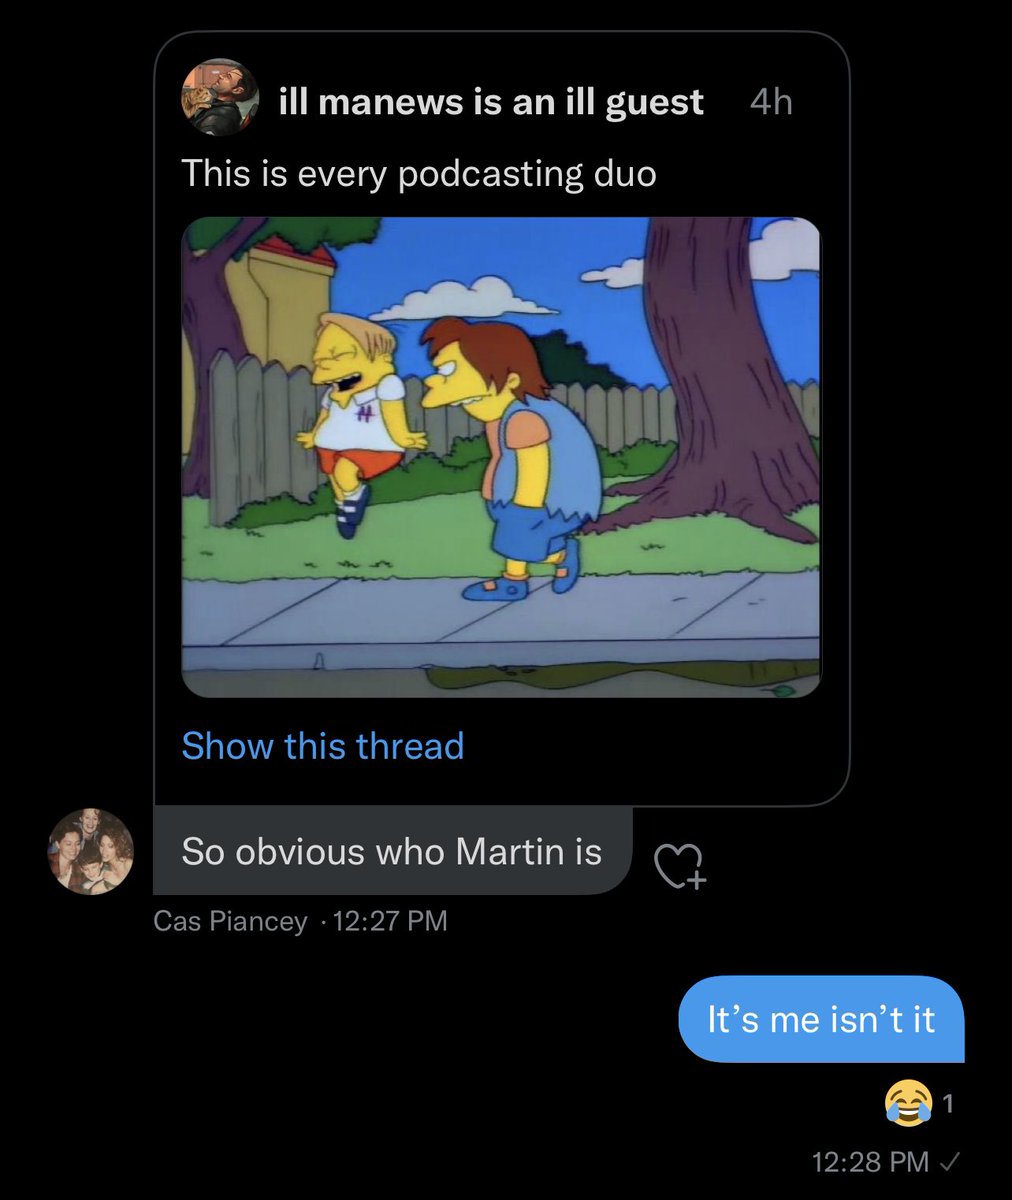 ill manews is an ill guest 4h
This is every podcasting duo
Show this thread
So obvious who Martin is
Cas Piancey · 12:27 PM
It’s me isn’t it
😂 1
12:28 PM ✓